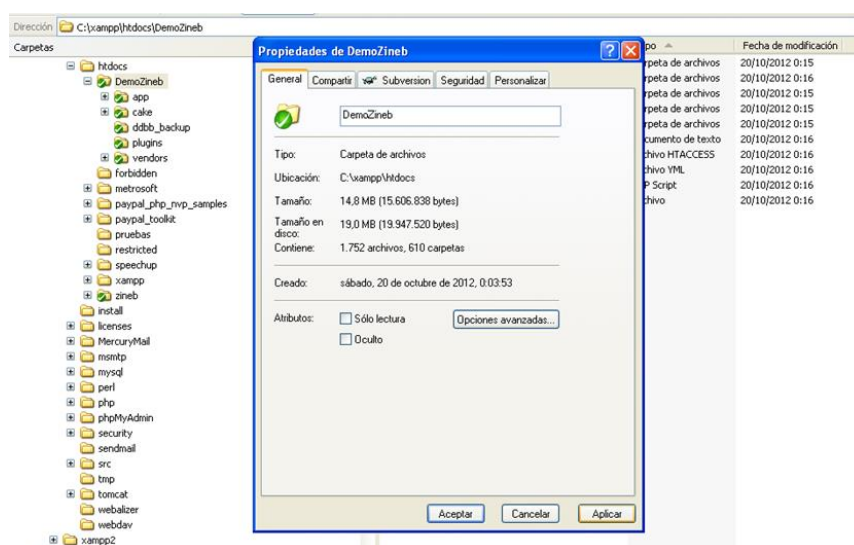 Dirección C:\xampp\htdocs\DemoZineb
Carpetas
htdocs
DemoZineb
app
cake
ddbb_backup
plugins
vendors
forbidden
metrosoft
paypal_php_nvp_samples
paypal_toolkit
pruebas
restricted
speechup
xampp
zineb
install
licenses
MercuryMail
msmtp
mysql
perl
php
phpMyAdmin
security
sendmail
src
tmp
tomcat
webalizer
webdav
xampp2
Propiedades de DemoZineb
General Compartir Subversion Seguridad Personalizar
DemoZineb
Tipo: Carpeta de archivos
Ubicación: C:\xampp\htdocs
Tamaño: 14,8 MB (15.606.838 bytes)
Tamaño en disco: 19,0 MB (19.947.520 bytes)
Contiene: 1.752 archivos, 610 carpetas
Creado: sábado, 20 de octubre de 2012, 0:03:53
Atributos: Sólo lectura Opciones avanzadas...
Oculto
Aceptar Cancelar Aplicar
po Fecha de modificación
rpeta de archivos 20/10/2012 0:15
rpeta de archivos 20/10/2012 0:16
rpeta de archivos 20/10/2012 0:15
rpeta de archivos 20/10/2012 0:15
rpeta de archivos 20/10/2012 0:16
cumento de texto 20/10/2012 0:16
chivo HTACCESS 20/10/2012 0:16
chivo YML 20/10/2012 0:16
P Script 20/10/2012 0:16
chivo 20/10/2012 0:16